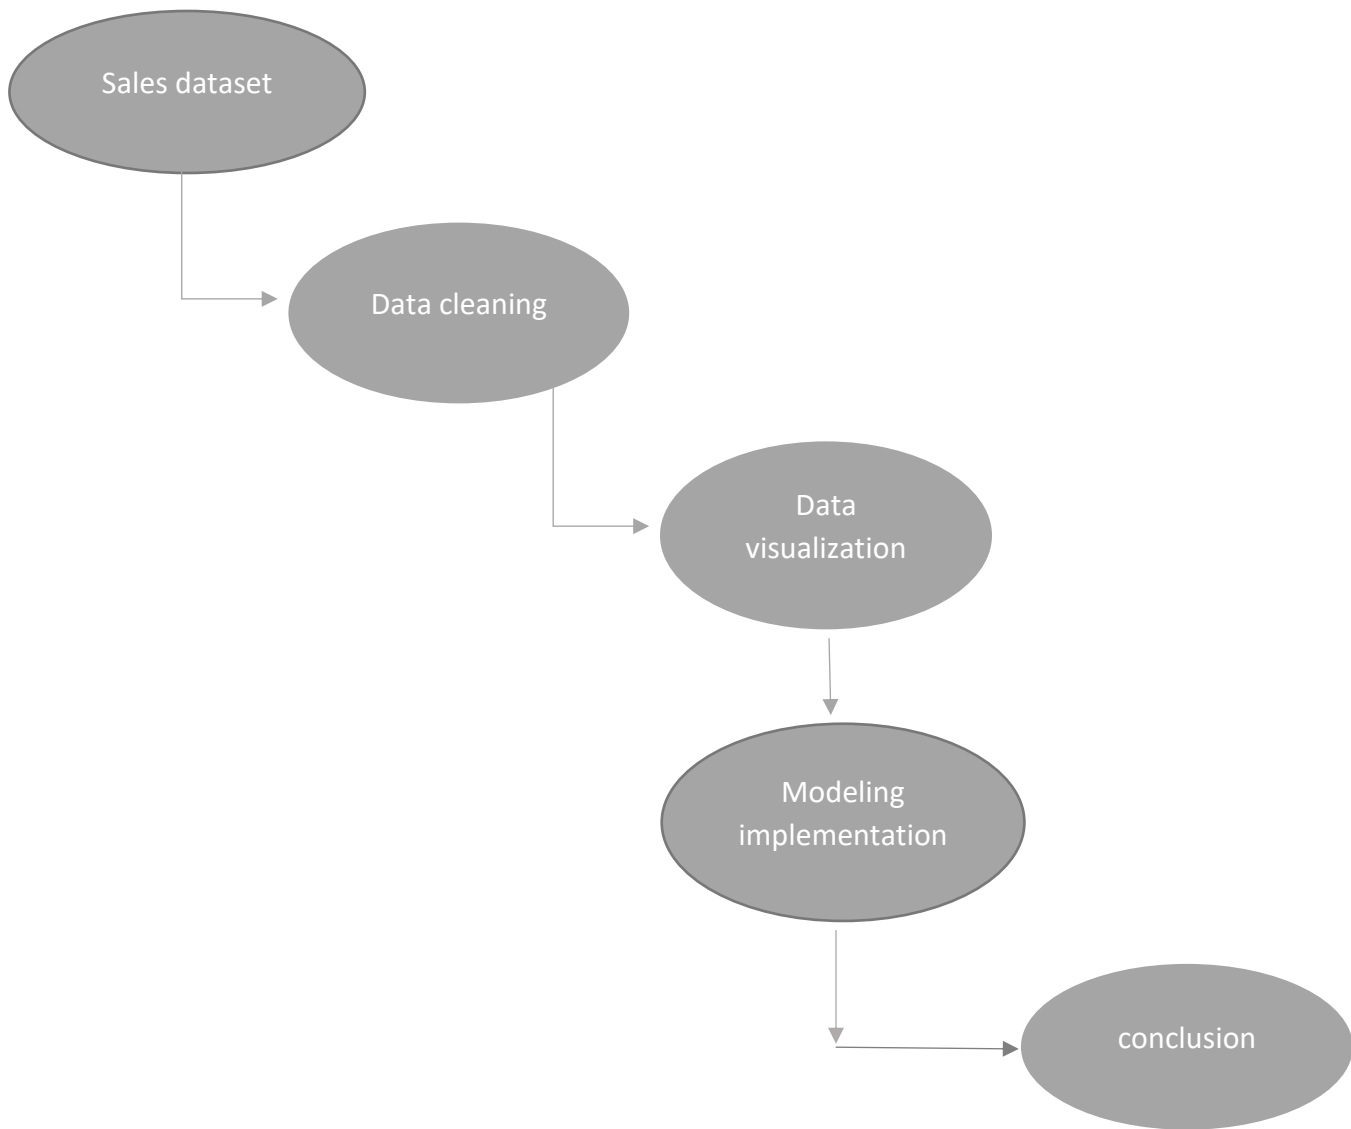 Sales dataset
Data cleaning
Data
visualization
Modeling
implementation
conclusion